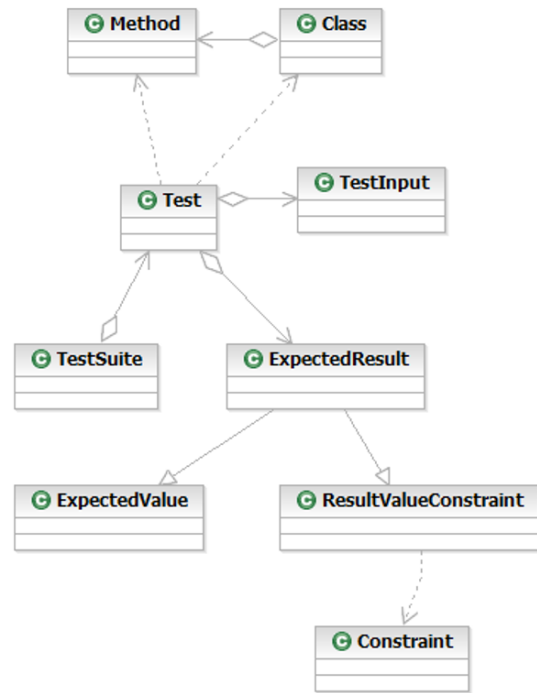 C Method
C Class
C Test
C TestInput
C TestSuite
C ExpectedResult
C ExpectedValue
C ResultValueConstraint
C Constraint